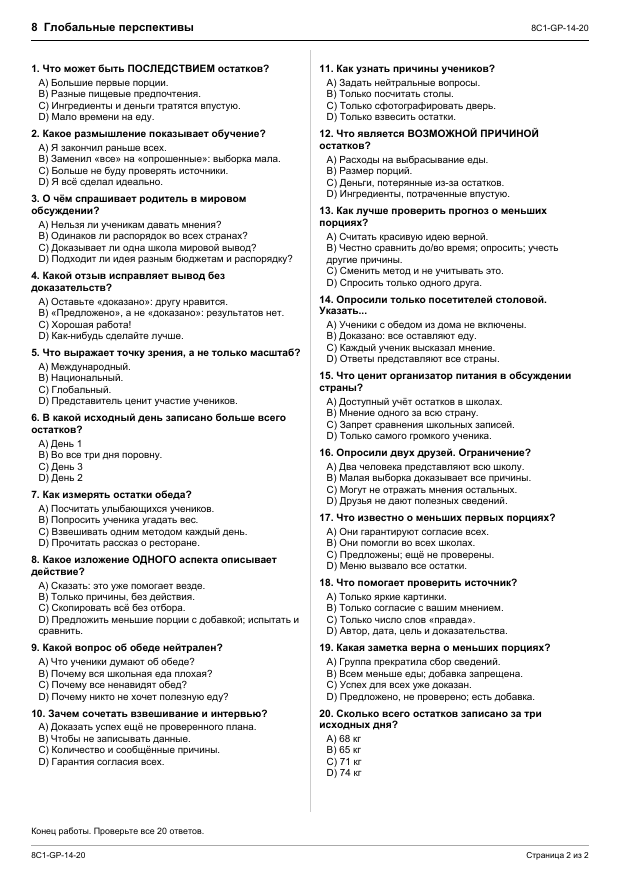 8 Глобальные перспективы
8C1-GP-14-20
1. Что может быть ПОСЛЕДСТВИЕМ остатков?
A) Большие первые порции.
B) Разные пищевые предпочтения.
C) Ингредиенты и деньги тратятся впустую.
D) Мало времени на еду.
2. Какое размышление показывает обучение?
A) Я закончил раньше всех.
B) Заменил «все» на «опрошенные»: выборка мала.
C) Больше не буду проверять источники.
D) Я всё сделал идеально.
3. О чём спрашивает родитель в мировом
обсуждении?
A) Нельзя ли ученикам давать мнения?
B) Одинаков ли распорядок во всех странах?
C) Доказывает ли одна школа мировой вывод?
D) Подходит ли идея разным бюджетам и распорядку?
4. Какой отзыв исправляет вывод без
доказательств?
A) Оставьте «доказано»: другу нравится.
B) «Предложено», а не «доказано»: результатов нет.
C) Хорошая работа!
D) Как-нибудь сделайте лучше.
5. Что выражает точку зрения, а не только масштаб?
A) Международный.
B) Национальный.
C) Глобальный.
D) Представитель ценит участие учеников.
6. В какой исходный день записано больше всего
остатков?
A) День 1
B) Во все три дня поровну.
C) День 3
D) День 2
7. Как измерять остатки обеда?
A) Посчитать улыбающихся учеников.
B) Попросить ученика угадать вес.
C) Взвешивать одним методом каждый день.
D) Прочитать рассказ о ресторане.
8. Какое изложение ОДНОГО аспекта описывает
действие?
A) Сказать: это уже помогает везде.
B) Только причины, без действия.
C) Скопировать всё без отбора.
D) Предложить меньшие порции с добавкой; испытать и
сравнить.
9. Какой вопрос об обеде нейтрален?
A) Что ученики думают об обеде?
B) Почему вся школьная еда плохая?
C) Почему все ненавидят обед?
D) Почему никто не хочет полезную еду?
10. Зачем сочетать взвешивание и интервью?
A) Доказать успех ещё не проверенного плана.
B) Чтобы не записывать данные.
C) Количество и сообщённые причины.
D) Гарантия согласия всех.
11. Как узнать причины учеников?
A) Задать нейтральные вопросы.
B) Только посчитать столы.
C) Только сфотографировать дверь.
D) Только взвесить остатки.
12. Что является ВОЗМОЖНОЙ ПРИЧИНОЙ
остатков?
A) Расходы на выбрасывание еды.
B) Размер порций.
C) Деньги, потерянные из-за остатков.
D) Ингредиенты, потраченные впустую.
13. Как лучше проверить прогноз о меньших
порциях?
A) Считать красивую идею верной.
B) Честно сравнить до/во время; опросить; учесть
другие причины.
C) Сменить метод и не учитывать это.
D) Спросить только одного друга.
14. Опросили только посетителей столовой.
Указать...
A) Ученики с обедом из дома не включены.
B) Доказано: все оставляют еду.
C) Каждый ученик высказал мнение.
D) Ответы представляют все страны.
15. Что ценит организатор питания в обсуждении
страны?
A) Доступный учёт остатков в школах.
B) Мнение одного за всю страну.
C) Запрет сравнения школьных записей.
D) Только самого громкого ученика.
16. Опросили двух друзей. Ограничение?
A) Два человека представляют всю школу.
B) Малая выборка доказывает все причины.
C) Могут не отражать мнения остальных.
D) Друзья не дают полезных сведений.
17. Что известно о меньших первых порциях?
A) Они гарантируют согласие всех.
B) Они помогли во всех школах.
C) Предложены; ещё не проверены.
D) Меню вызвало все остатки.
18. Что помогает проверить источник?
A) Только яркие картинки.
B) Только согласие с вашим мнением.
C) Только число слов «правда».
D) Автор, дата, цель и доказательства.
19. Какая заметка верна о меньших порциях?
A) Группа прекратила сбор сведений.
B) Всем меньше еды; добавка запрещена.
C) Успех для всех уже доказан.
D) Предложено, не проверено; есть добавка.
20. Сколько всего остатков записано за три
исходных дня?
A) 68 кг
B) 65 кг
C) 71 кг
D) 74 кг
Конец работы. Проверьте все 20 ответов.
8C1-GP-14-20
Страница 2 из 2